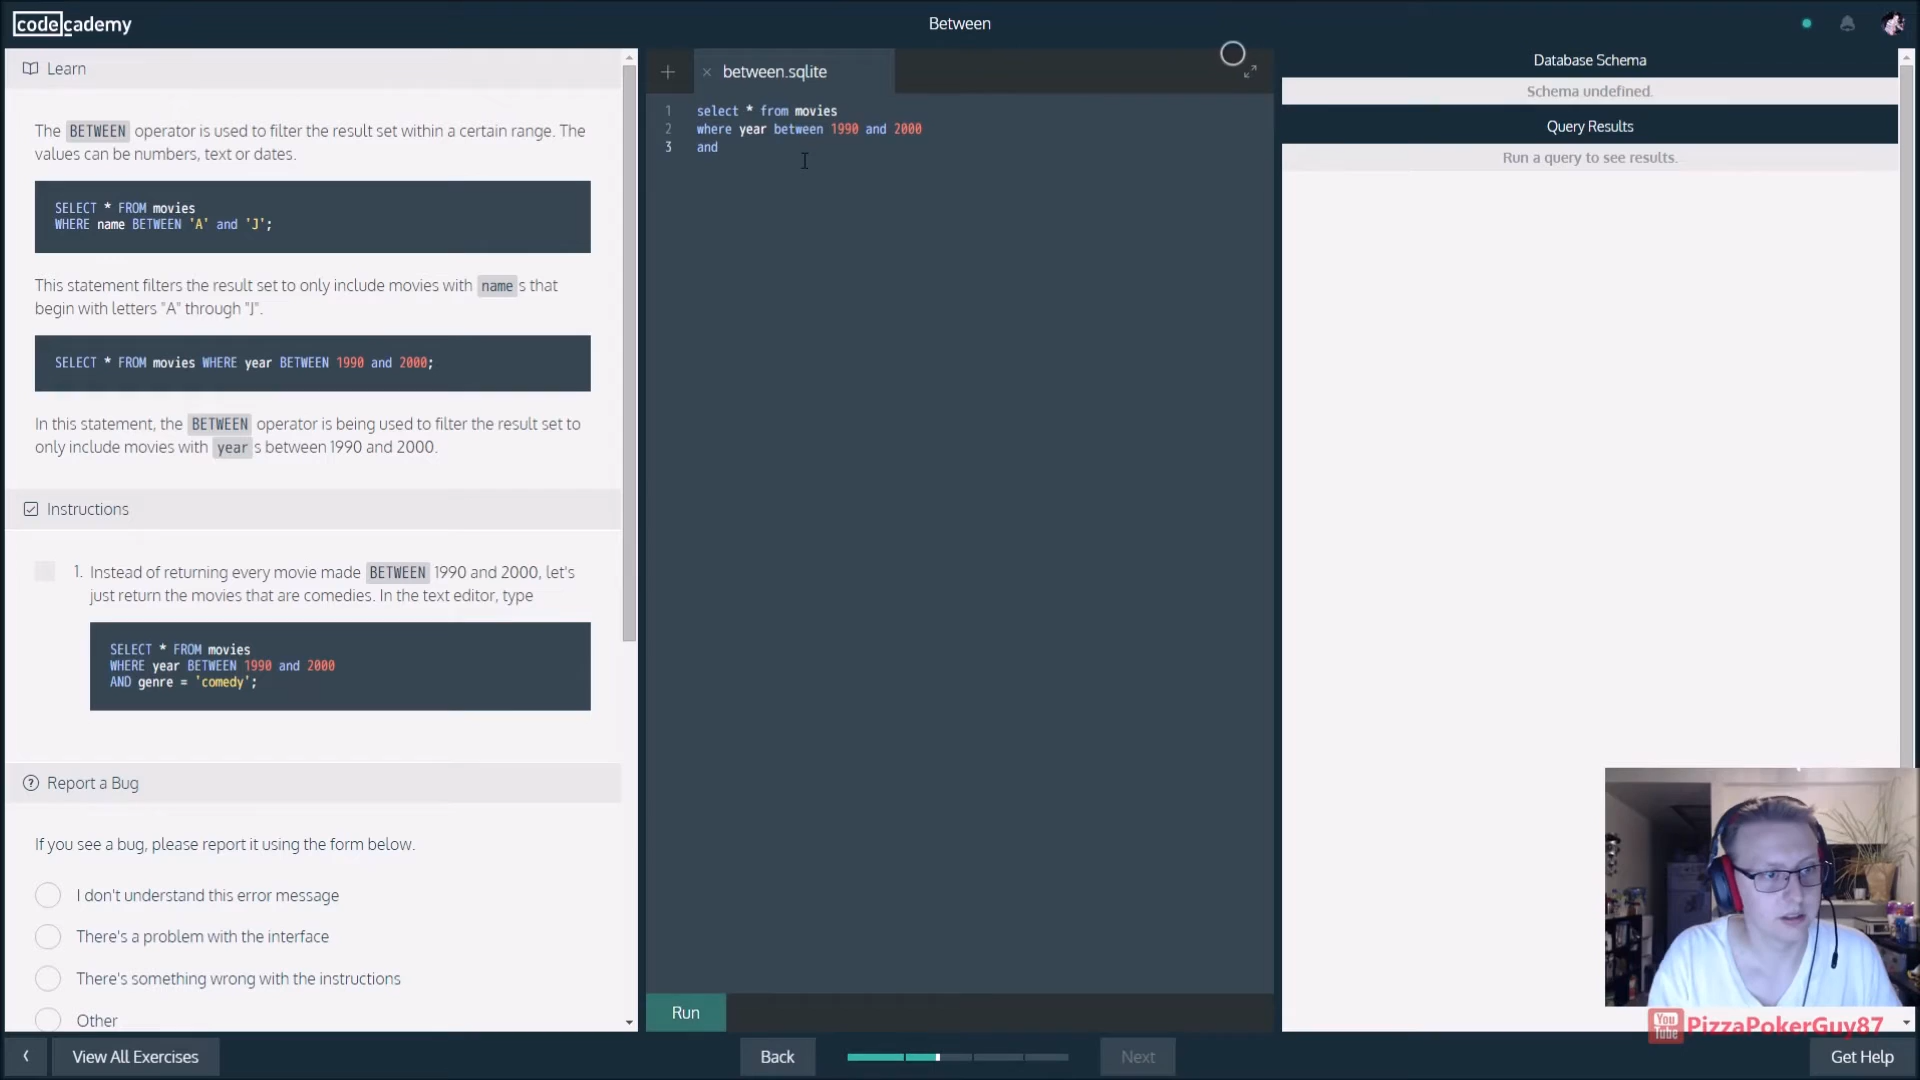 codecademy
Between
Learn
The BETWEEN operator is used to filter the result set within a certain range. The
values can be numbers, text or dates.
SELECT * FROM movies
WHERE name BETWEEN 'A' and 'J';
This statement filters the result set to only include movies with name s that
begin with letters "A" through "J".
SELECT * FROM movies WHERE year BETWEEN 1990 and 2000;
In this statement, the BETWEEN operator is being used to filter the result set to
only include movies with year s between 1990 and 2000.
Instructions
1. Instead of returning every movie made BETWEEN 1990 and 2000, let's
just return the movies that are comedies. In the text editor, type
SELECT * FROM movies
WHERE year BETWEEN 1990 and 2000
AND genre = 'comedy';
Report a Bug
If you see a bug, please report it using the form below.
I don't understand this error message
There's a problem with the interface
There's something wrong with the instructions
Other
between.sqlite
1 select * from movies
2 where year between 1990 and 2000
3 and
Run
Database Schema
Schema undefined.
Query Results
Run a query to see results.
You Tube PizzaPokerGuy87
View All Exercises
Back
Next
Get Help